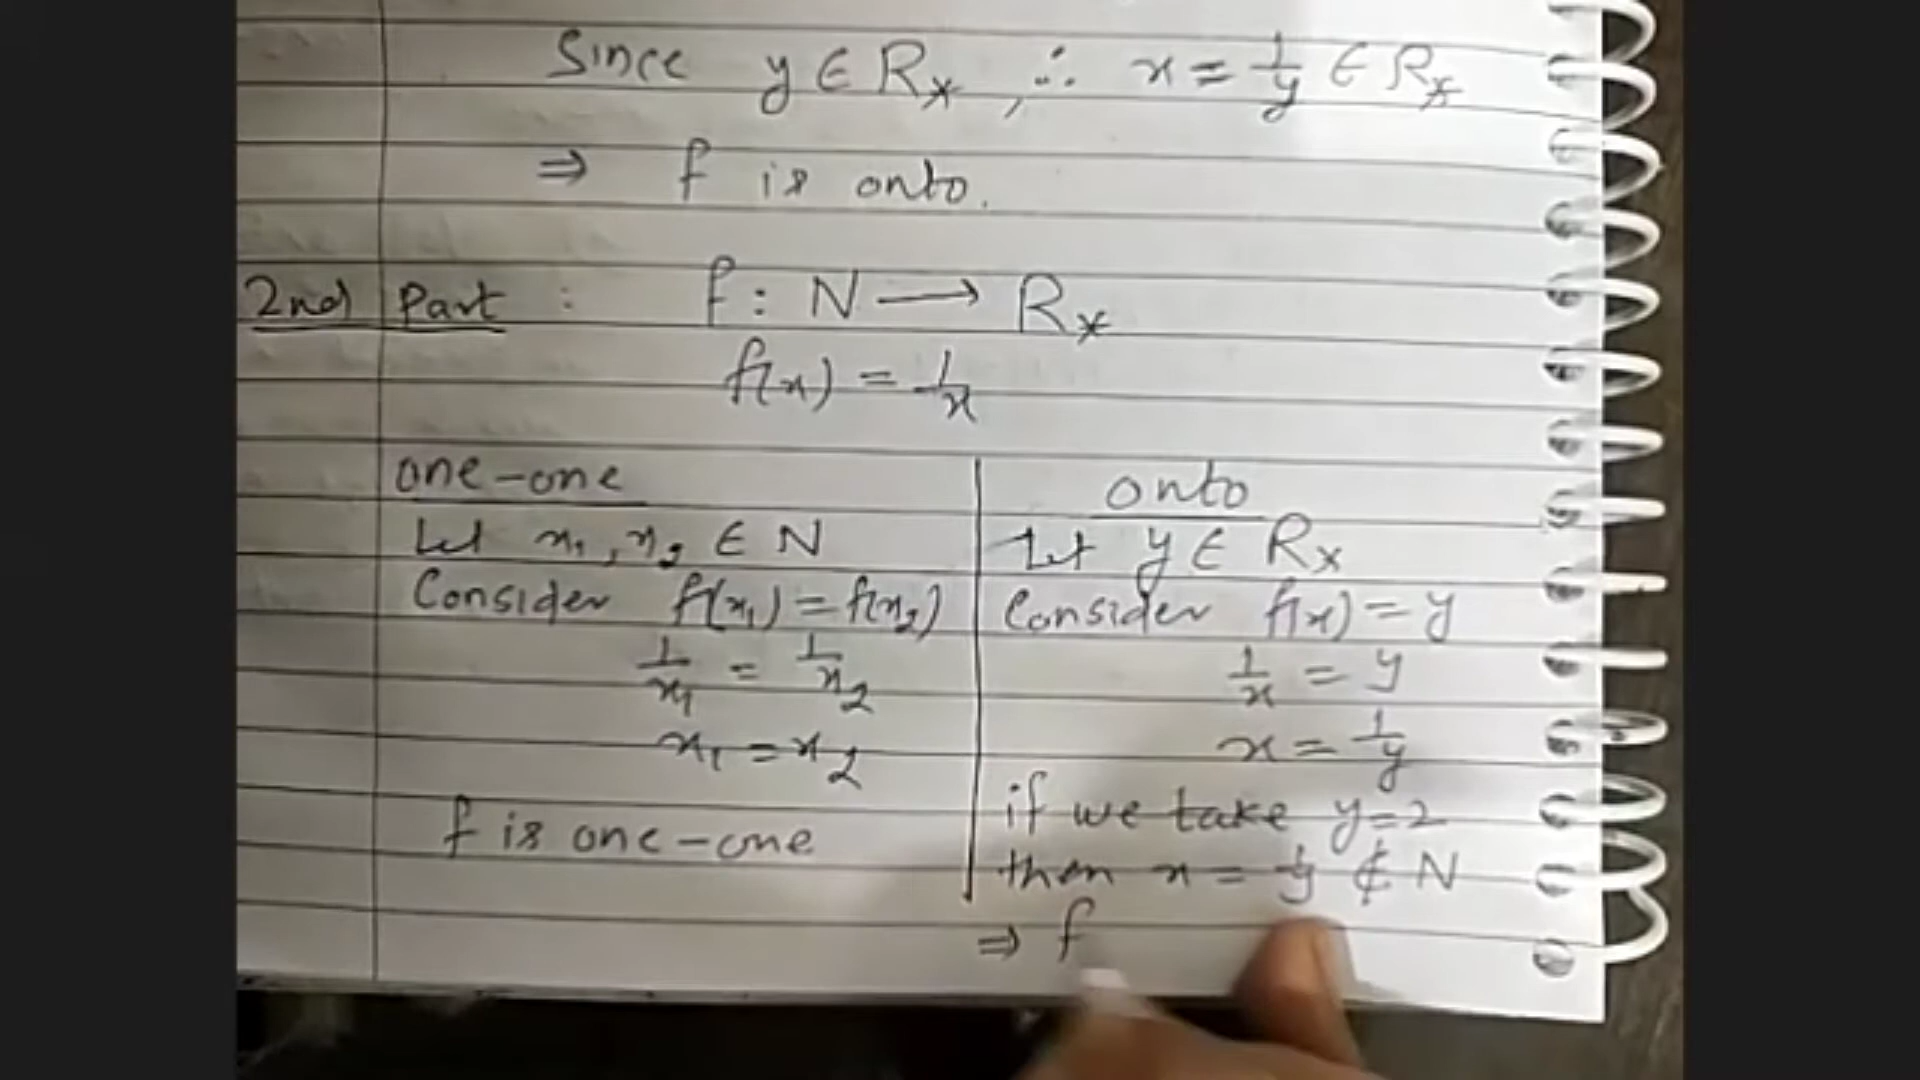 Since y ∈ R* , ∴ x = 1/y ∈ R*
⇒ f is onto.
2nd Part : f : N → R*
f(x) = 1/x
one-one
Let x₁, x₂ ∈ N
Consider f(x₁) = f(x₂)
1/x₁ = 1/x₂
x₁ = x₂
f is one-one
onto
Let y ∈ R*
Consider f(x) = y
1/x = y
x = 1/y
if we take y = 2
then x = 1/y ∉ N
⇒ f